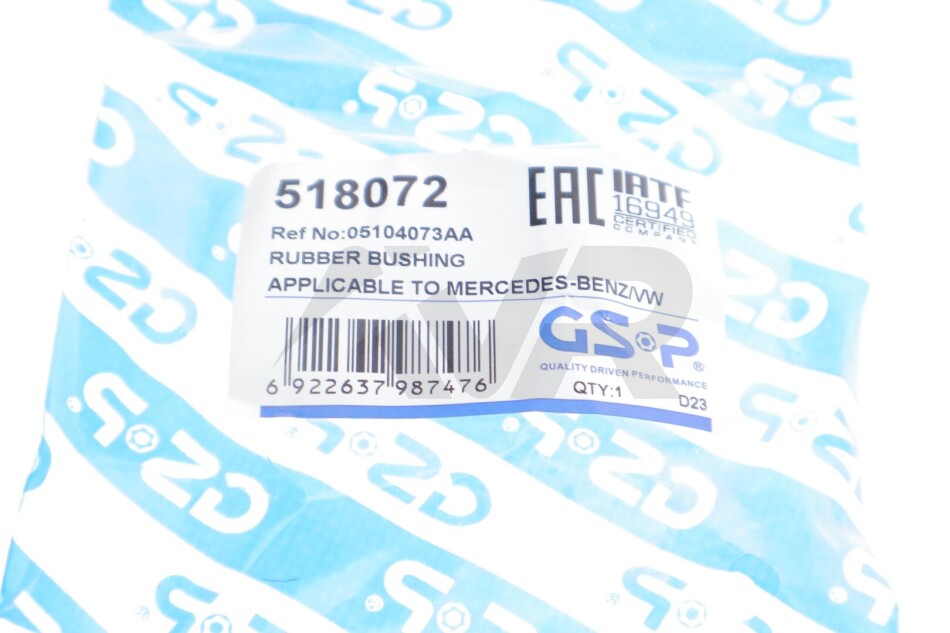 518072
EAC
IATF
16949
CERTIFIED
COMPANY
Ref No:05104073AA
RUBBER BUSHING
APPLICABLE TO MERCEDES-BENZ/VW
GSP®
QUALITY DRIVEN PERFORMANCE
6 922637 987476
QTY:1
D23